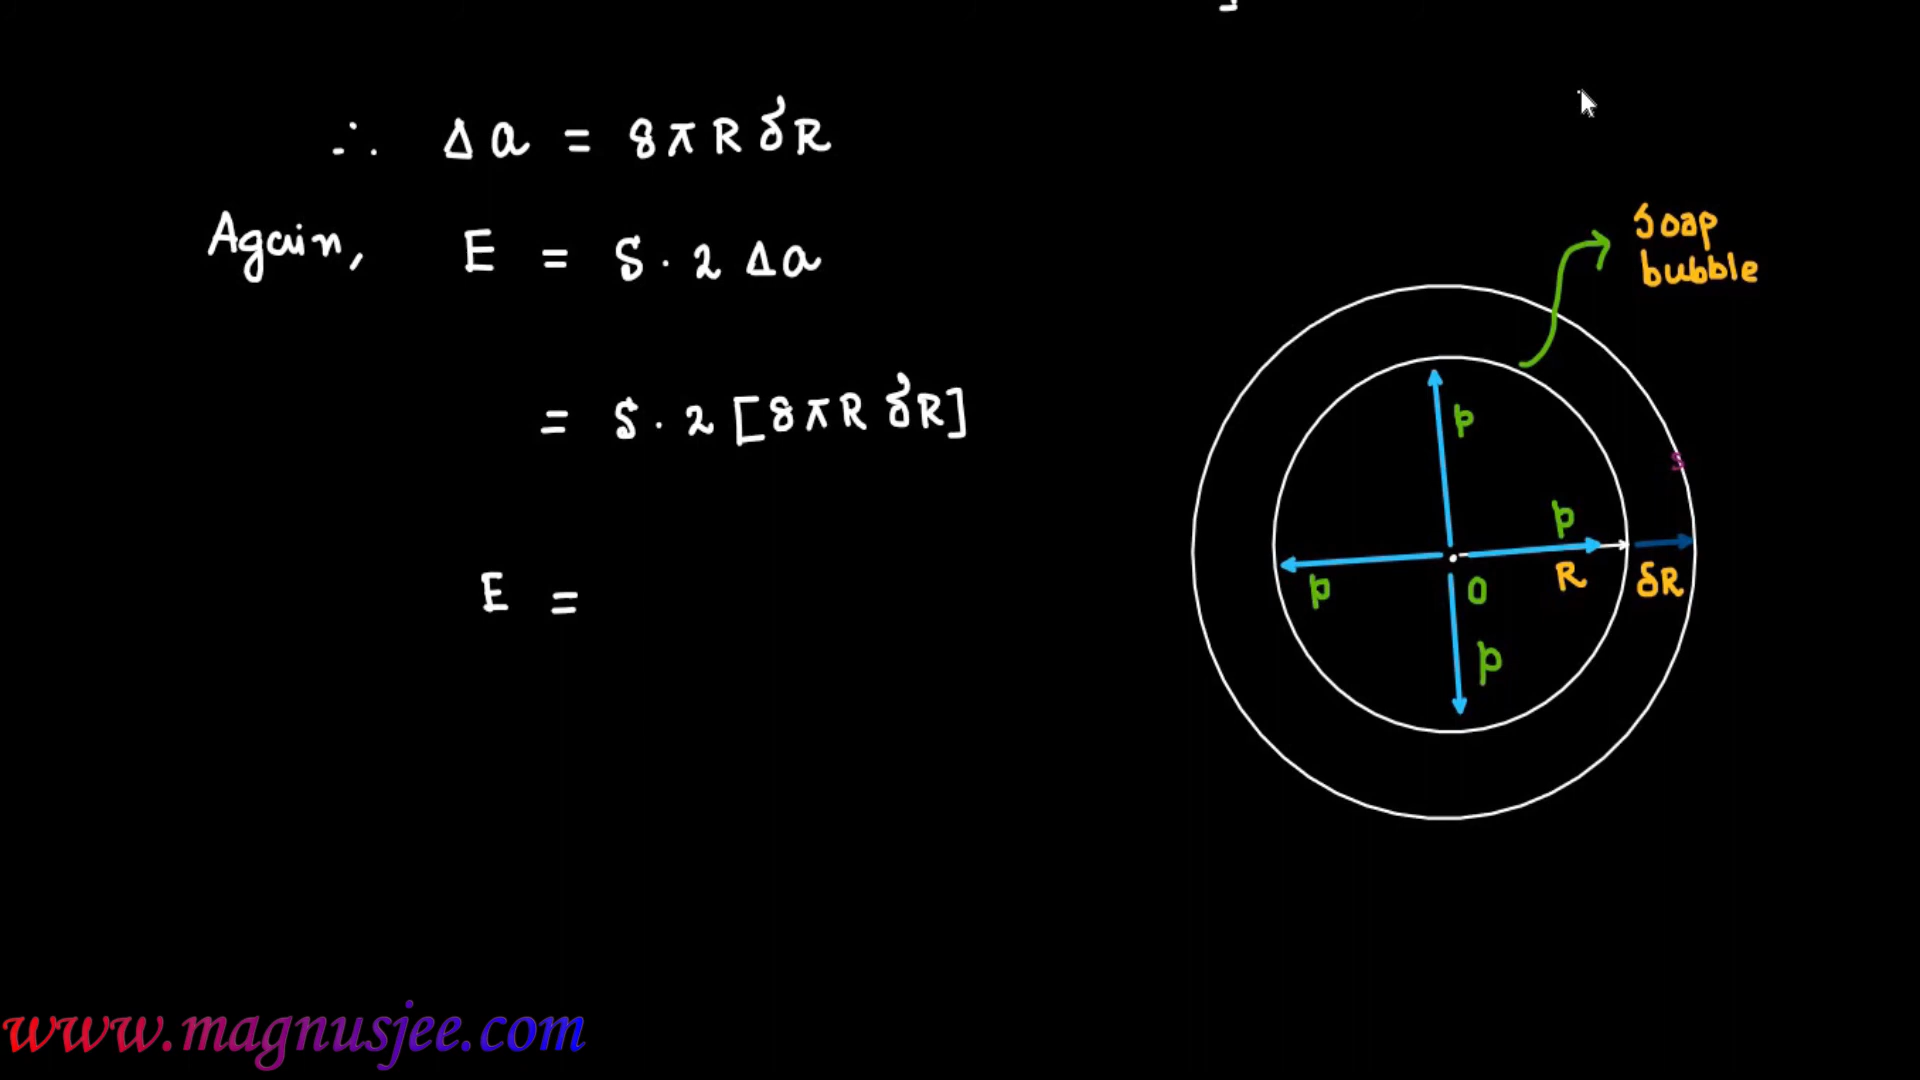 ∴ Δa = 8πR δR
Again, E = S · 2 Δa
= S · 2 [8πR δR]
E =
Soap
bubble
p
s
p
R
δR
p
O
p
www.magnusjee.com